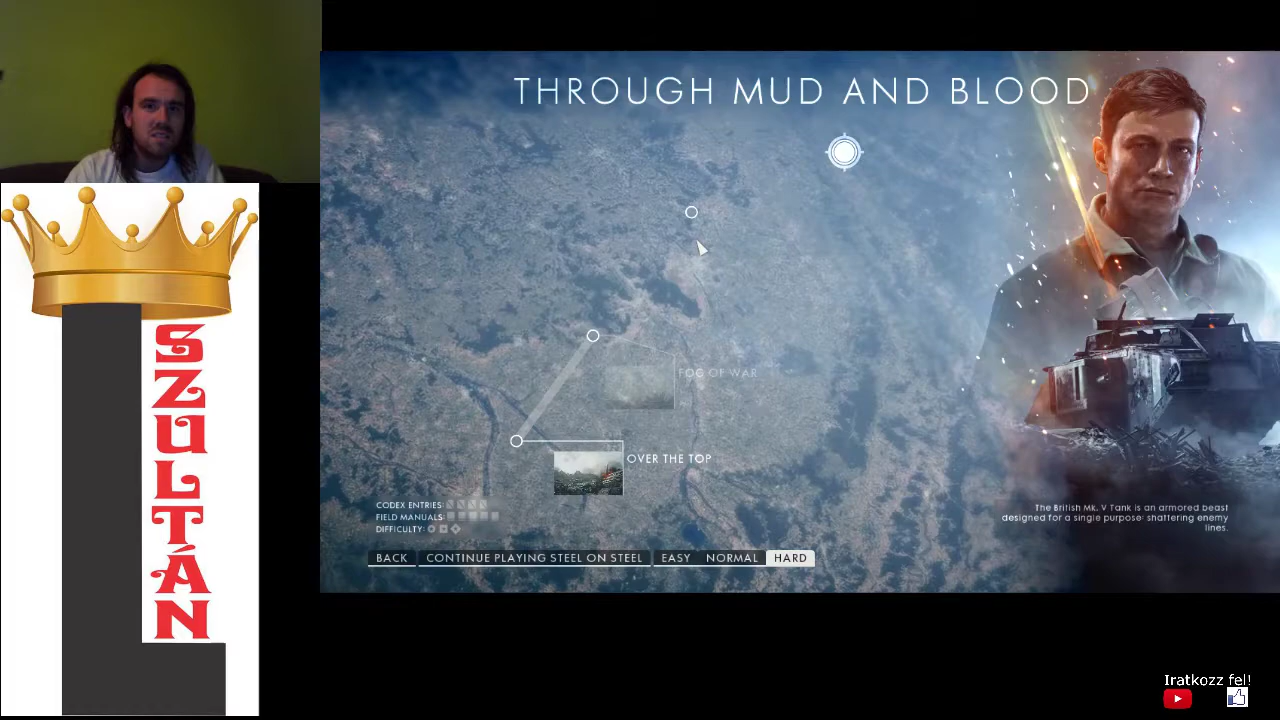 THROUGH MUD AND BLOOD
FOG OF WAR
OVER THE TOP
CODEX ENTRIES:
FIELD MANUALS:
DIFFICULTY:
The British Mk. V Tank is an armored beast
designed for a single purpose: shattering enemy
lines.
BACK
CONTINUE PLAYING STEEL ON STEEL
EASY
NORMAL
HARD
L
SZULTÁN
Iratkozz fel!